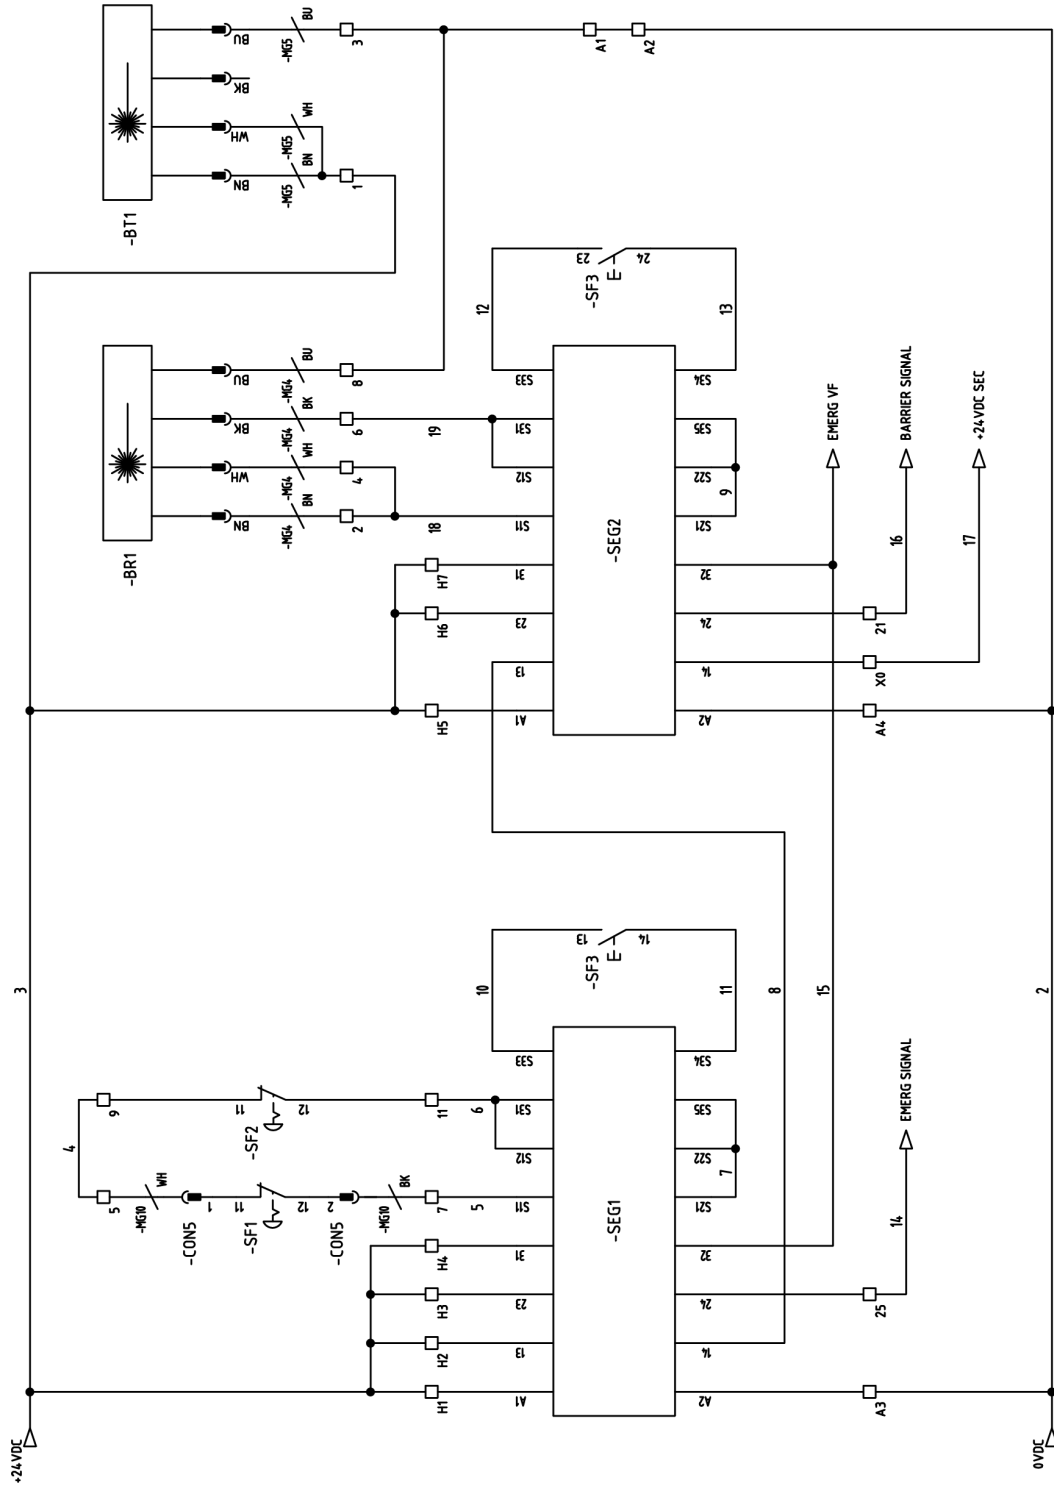 +24VDC
3
0VDC
2
H1
H2
H3
H4
A1
13
23
31
S11
S12
S31
S33
-SEG1
A2
14
24
32
S21
S22
S35
S34
7
A3
25
14
EMERG SIGNAL
5
-MG10
WH
-CON5
1
11
-SF1
12
2
-CON5
-MG10
BK
7
5
4
9
11
-SF2
12
11
6
10
13
-SF3
14
11
8
15
H5
H6
H7
A1
13
23
31
S11
S12
S31
S33
-SEG2
A2
14
24
32
S21
S22
S35
S34
9
A4
X0
21
16
17
EMERG VF
BARRIER SIGNAL
+24VDC SEC
12
23
-SF3
24
13
-BR1
BN
WH
BK
BU
-MG4
BN
-MG4
WH
-MG4
BK
-MG4
BU
2
4
6
8
18
19
-BT1
BN
WH
BK
BU
-MG5
BN
-MG5
WH
-MG5
BU
1
3
A1
A2